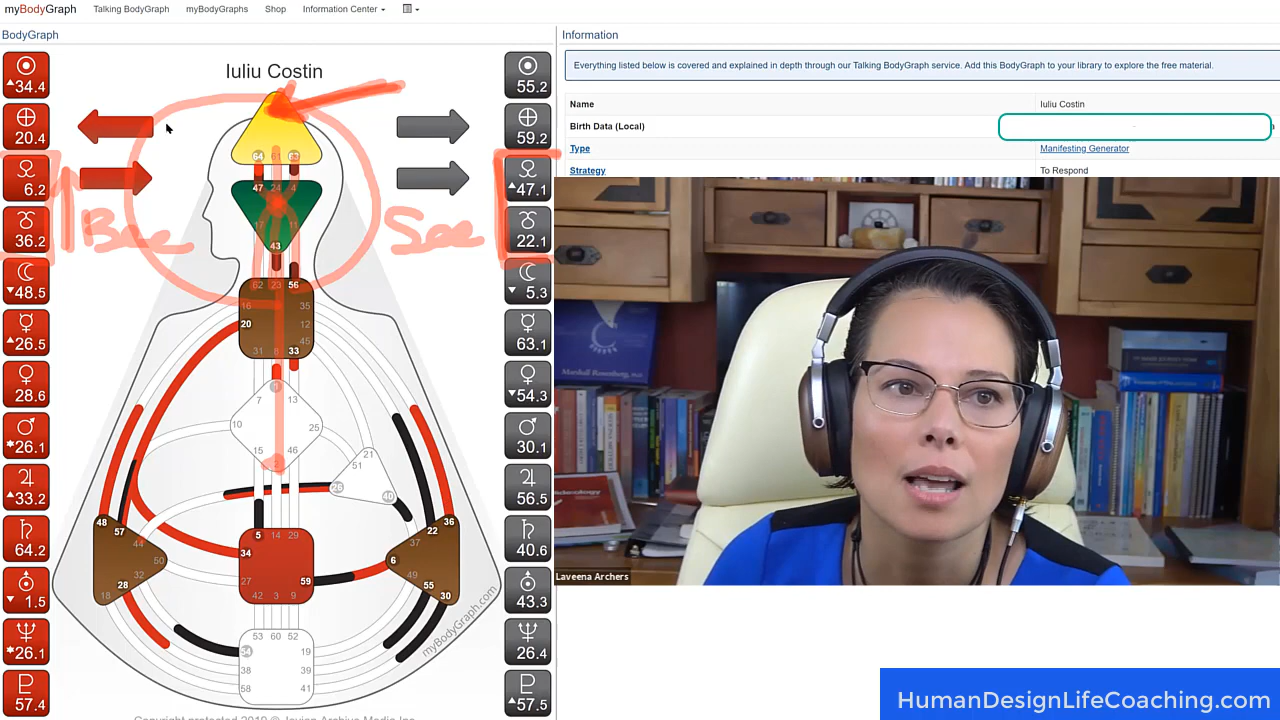 myBodyGraph Talking BodyGraph myBodyGraphs Shop Information Center
BodyGraph
Information
Iuliu Costin
Everything listed below is covered and explained in depth through our Talking BodyGraph service. Add this BodyGraph to your library to explore the free material.
Name Iuliu Costin
Birth Data (Local)
Type Manifesting Generator
Strategy To Respond
34.4
20.4
6.2
36.2
48.5
26.5
28.6
26.1
33.2
64.2
1.5
26.1
57.4
55.2
59.2
47.1
22.1
5.3
63.1
54.3
30.1
56.5
40.6
43.3
26.4
57.5
See
64 61 63
47 24 4
17 11
43
62 23 56
16 35
20 12
45
31 8 33
1
7 13
10 25
15 46
2
21
51
26
40
48
57
44
50
32
28
18
5 14 29
34
27 59
42 3 9
36
22
37
6
49
55
30
53 60 52
54 19
38 39
58 41
myBodyGraph.com
Marshall Rosenberg, Ph.D.
Laveena Archers
HumanDesignLifeCoaching.com